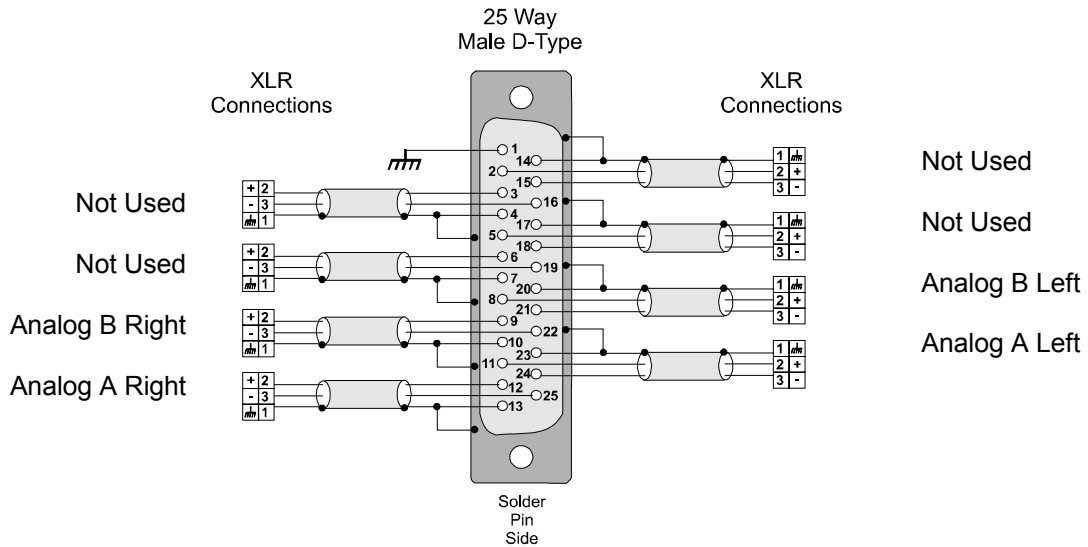 25 Way
Male D-Type
XLR
Connections
XLR
Connections
Not Used
+ 2
- 3
1
Not Used
+ 2
- 3
1
Analog B Right
+ 2
- 3
1
Analog A Right
+ 2
- 3
1
1
14
2
15
3
16
4
17
5
18
6
19
7
20
8
21
9
22
10
23
11
24
12
25
13
1
2 +
3 -
Not Used
1
2 +
3 -
Not Used
1
2 +
3 -
Analog B Left
1
2 +
3 -
Analog A Left
Solder
Pin
Side